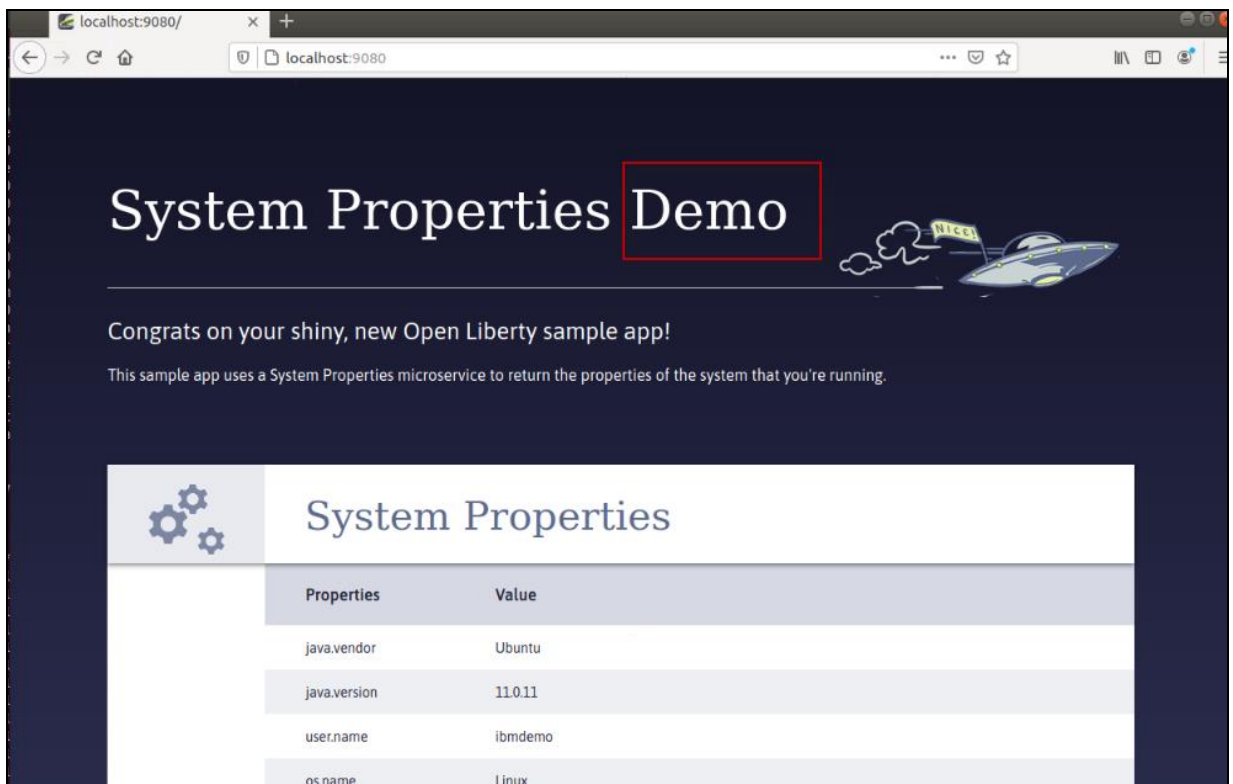 localhost:9080/
localhost:9080
System Properties Demo
NICE!
Congrats on your shiny, new Open Liberty sample app!
This sample app uses a System Properties microservice to return the properties of the system that you're running.
System Properties
Properties Value
java.vendor Ubuntu
java.version 11.0.11
user.name ibmdemo
os.name Linux